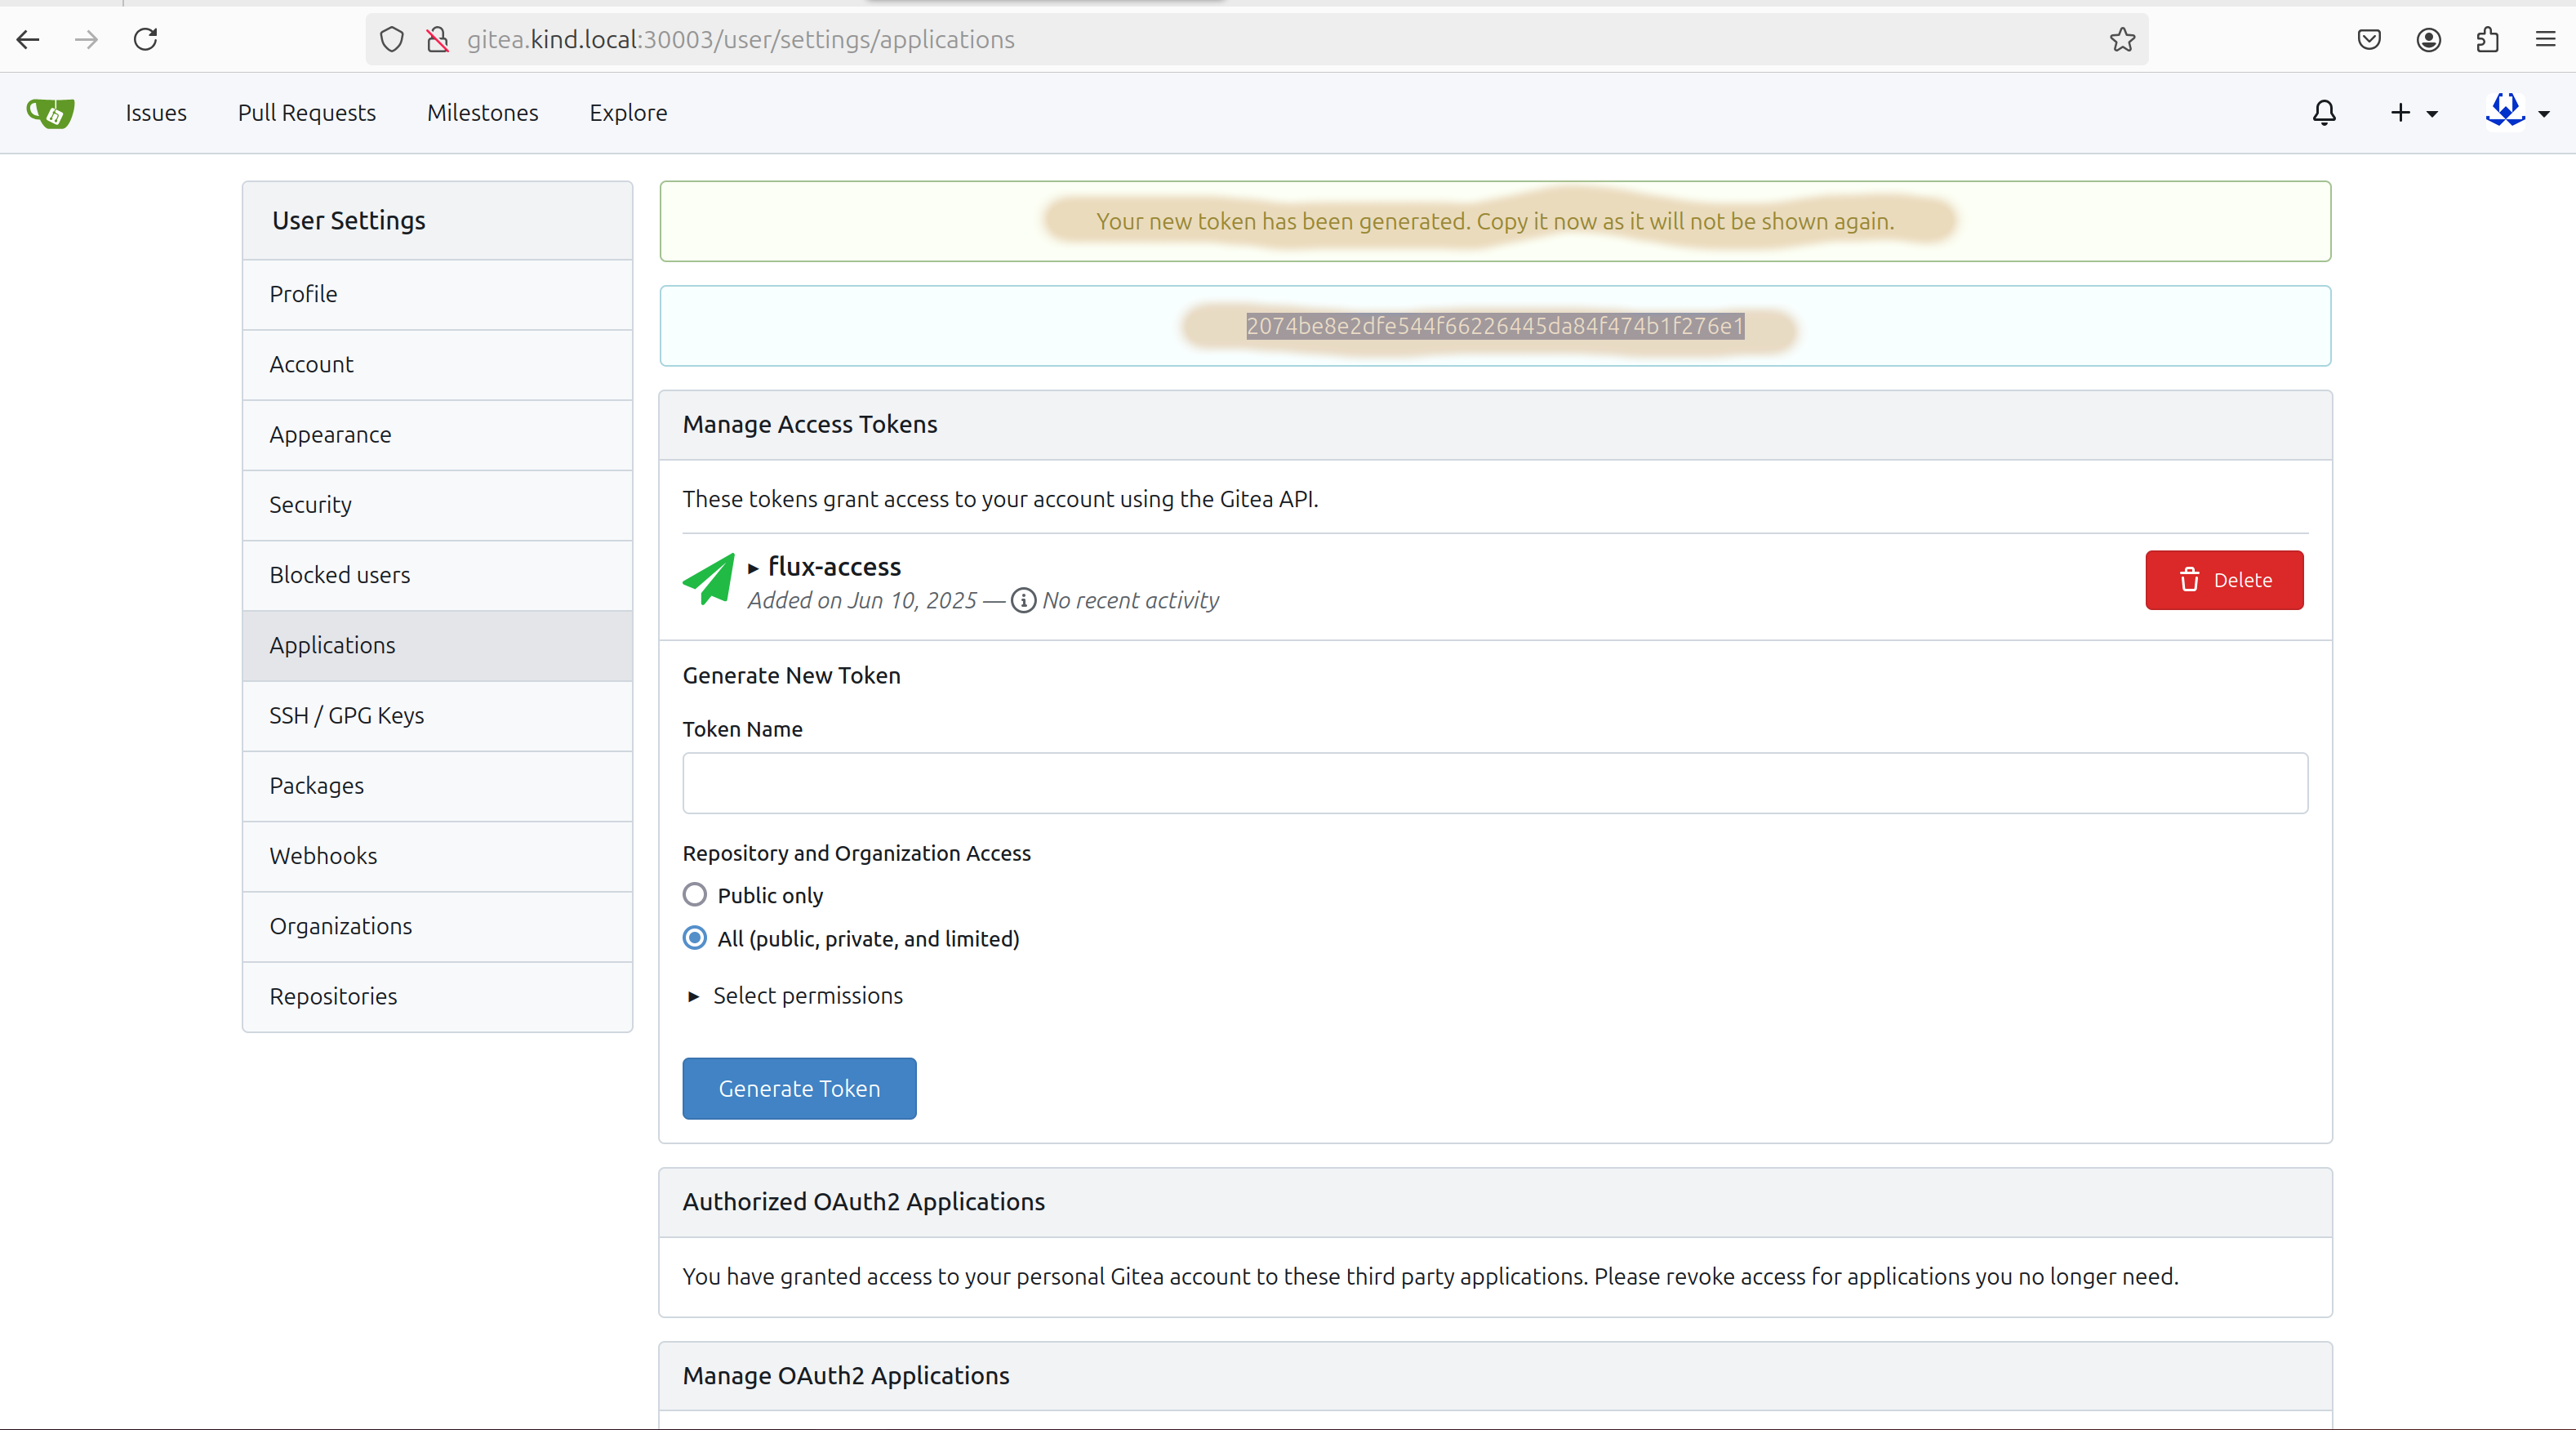 gitea.kind.local:30003/user/settings/applications
Issues
Pull Requests
Milestones
Explore
User Settings
Profile
Account
Appearance
Security
Blocked users
Applications
SSH / GPG Keys
Packages
Webhooks
Organizations
Repositories
Your new token has been generated. Copy it now as it will not be shown again.
2074be8e2dfe544f66226445da84f474b1f276e1
Manage Access Tokens
These tokens grant access to your account using the Gitea API.
flux-access
Added on Jun 10, 2025 — No recent activity
Delete
Generate New Token
Token Name
Repository and Organization Access
Public only
All (public, private, and limited)
Select permissions
Generate Token
Authorized OAuth2 Applications
You have granted access to your personal Gitea account to these third party applications. Please revoke access for applications you no longer need.
Manage OAuth2 Applications